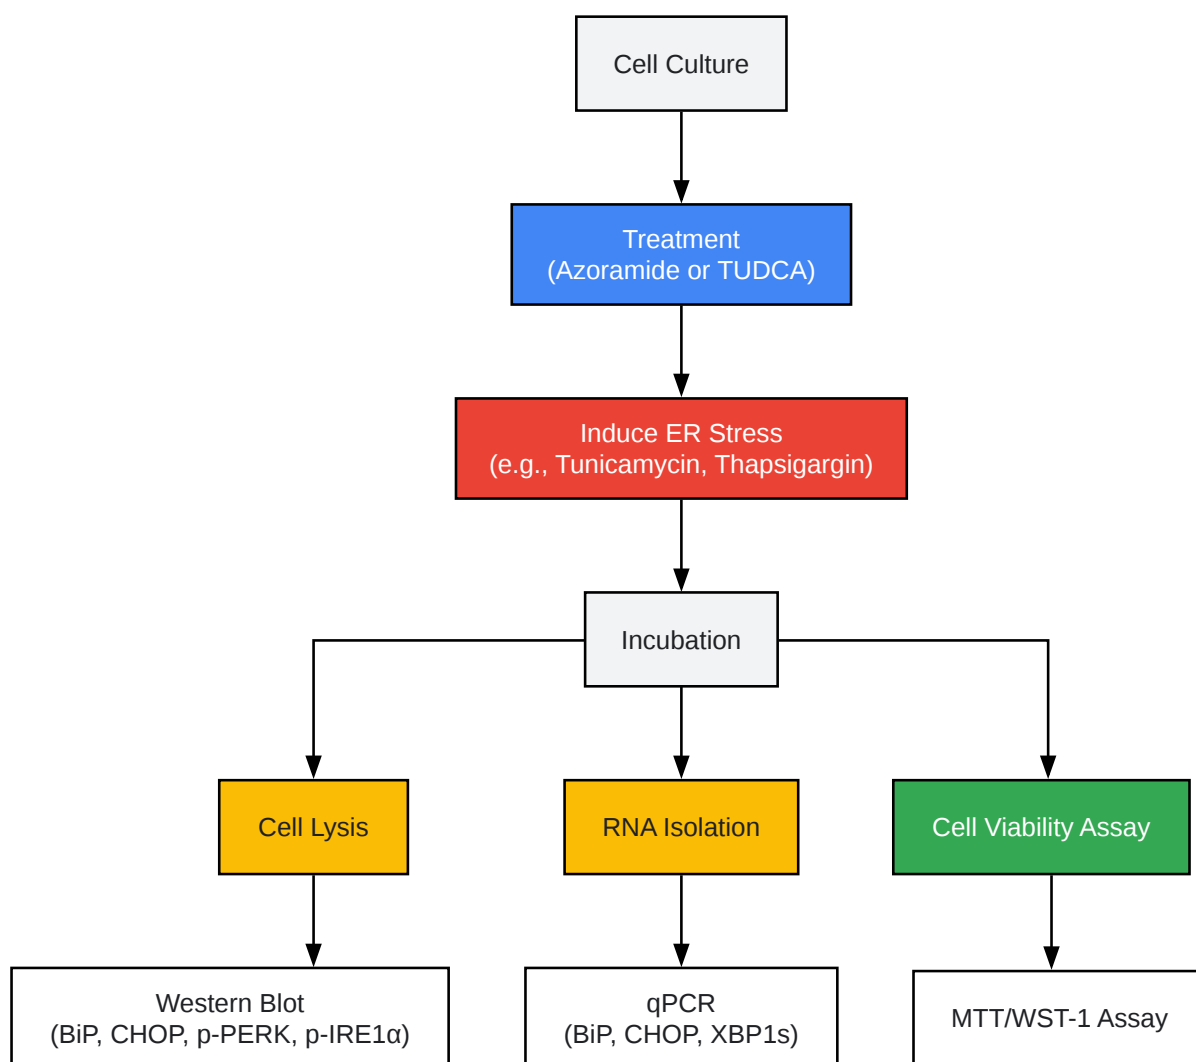 Cell Culture
Treatment
(Azoramide or TUDCA)
Induce ER Stress
(e.g., Tunicamycin, Thapsigargin)
Incubation
Cell Lysis
RNA Isolation
Cell Viability Assay
Western Blot
(BiP, CHOP, p-PERK, p-IRE1α)
qPCR
(BiP, CHOP, XBP1s)
MTT/WST-1 Assay